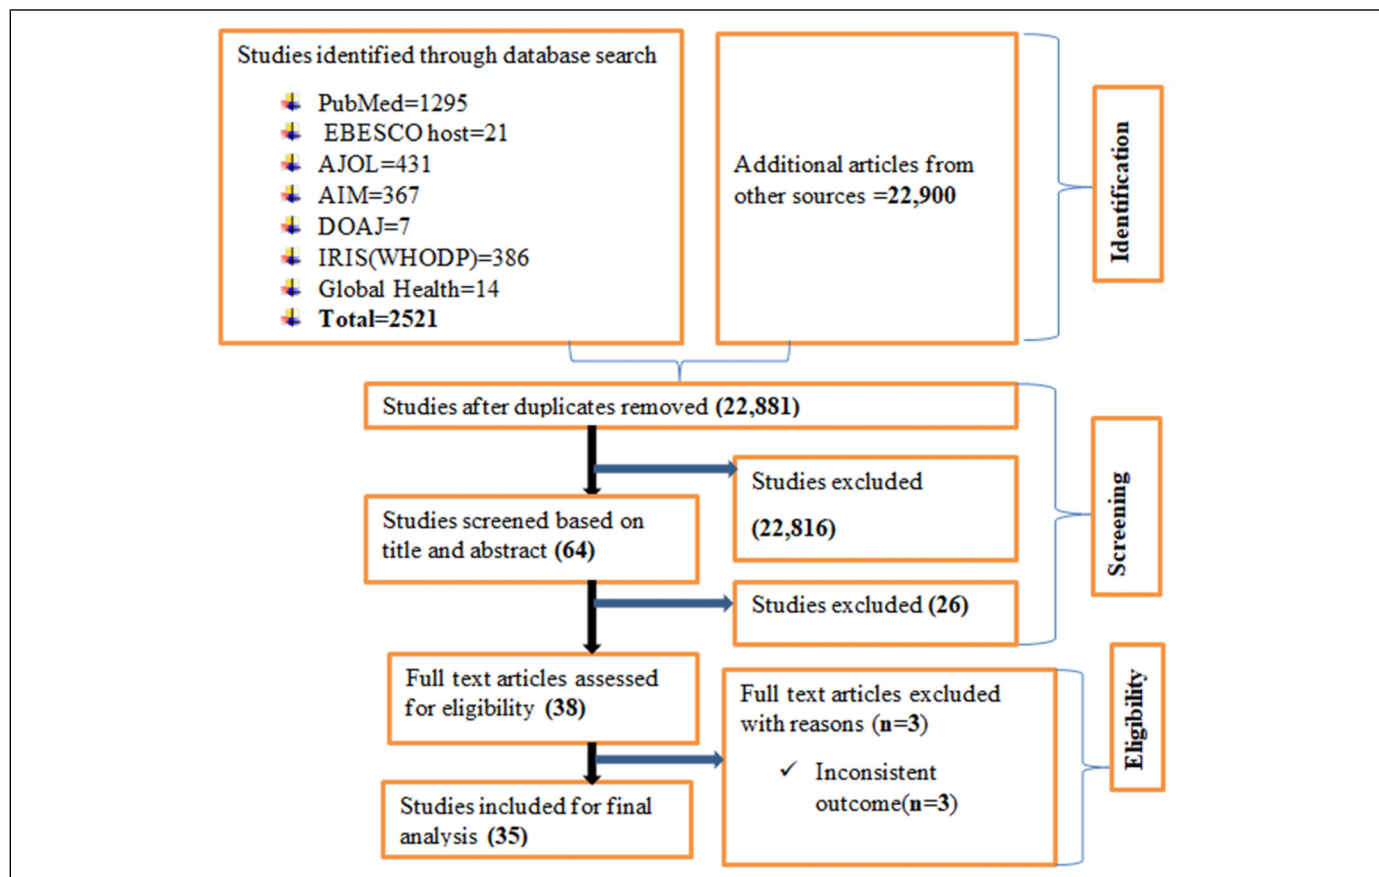 Studies identified through database search
PubMed=1295
EBESCO host=21
AJOL=431
AIM=367
DOAJ=7
IRIS(WHODP)=386
Global Health=14
Total=2521
Additional articles from
other sources =22,900
Identification
Studies after duplicates removed (22,881)
Studies excluded
(22,816)
Studies screened based on
title and abstract (64)
Studies excluded (26)
Screening
Full text articles assessed
for eligibility (38)
Full text articles excluded
with reasons (n=3)
✓ Inconsistent
outcome(n=3)
Eligibility
Studies included for final
analysis (35)